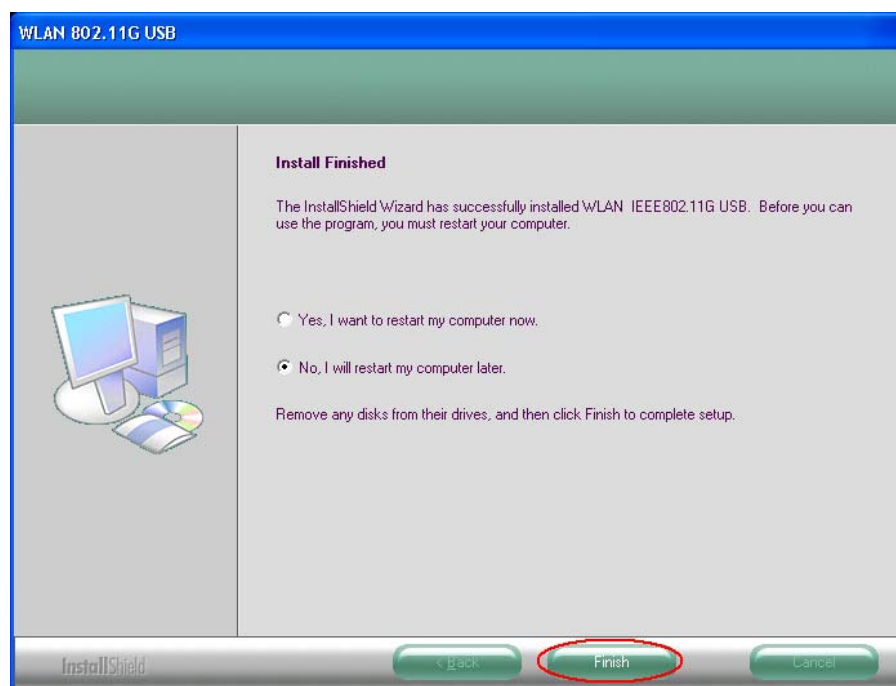 WLAN 802.11G USB
Install Finished
The InstallShield Wizard has successfully installed WLAN IEEE802.11G USB. Before you can
use the program, you must restart your computer.
Yes, I want to restart my computer now.
No, I will restart my computer later.
Remove any disks from their drives, and then click Finish to complete setup.
InstallShield
< Back
Finish
Cancel